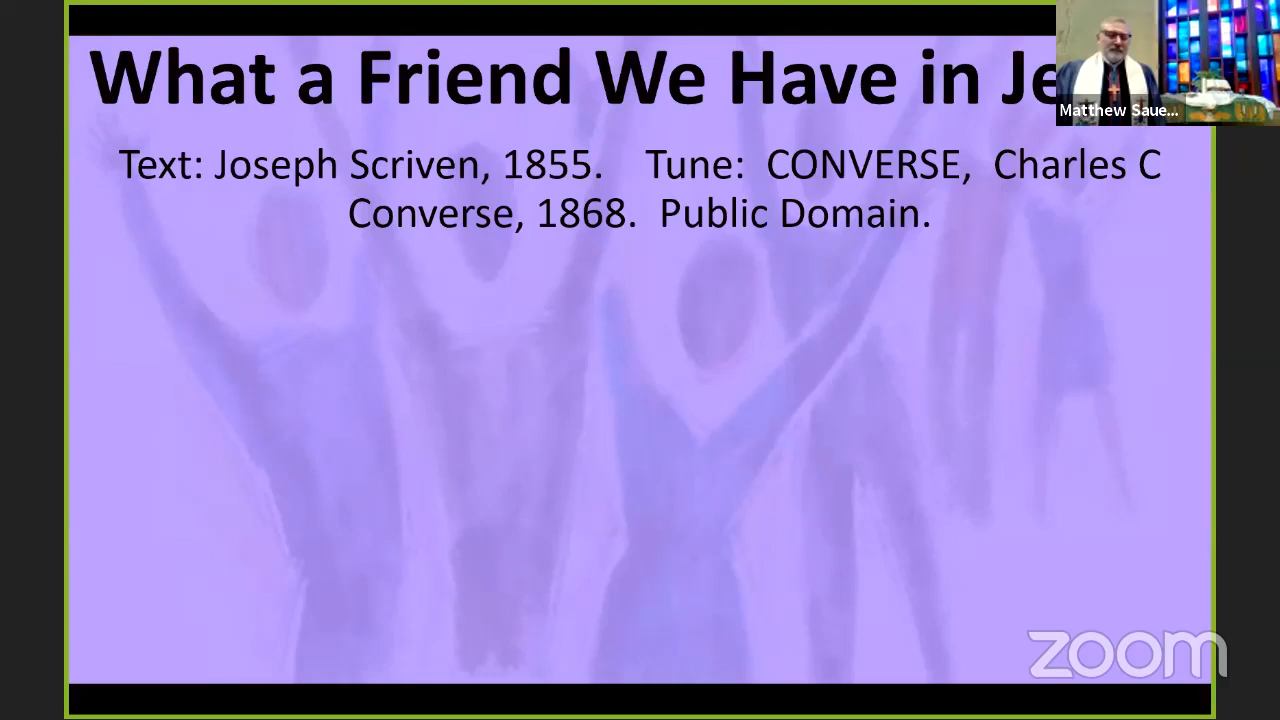 What a Friend We Have in Je
Matthew Saue...
Text: Joseph Scriven, 1855. Tune: CONVERSE, Charles C
Converse, 1868. Public Domain.
zoom